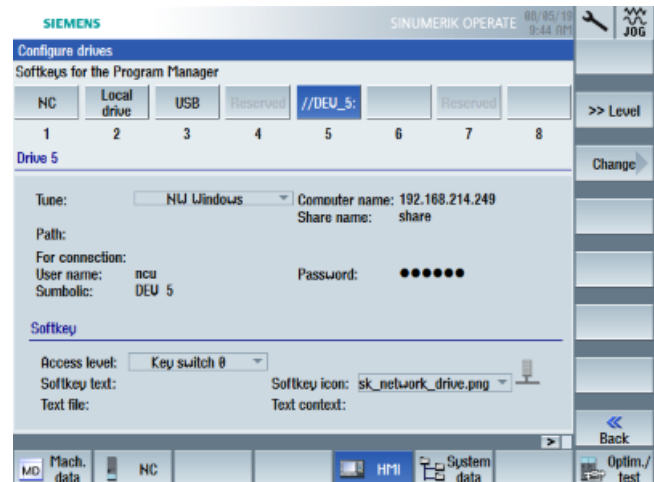 SIEMENS SINUMERIK OPERATE 08/05/19 9:44 AM
JOG
Configure drives
Softkeys for the Program Manager
NC Local drive USB Reserved //DEV_5: Reserved
>> Level
1 2 3 4 5 6 7 8
Drive 5
Change
Type: NW Windows Computer name: 192.168.214.249
Share name: share
Path:
For connection:
User name: ncu Password: ●●●●●●
Symbolic: DEV_5
Softkey
Access level: Key switch 0
Softkey text: Softkey icon: sk_network_drive.png
Text file: Text context:
>
<< Back
MD Mach. data NC HMI System data Optim./ test